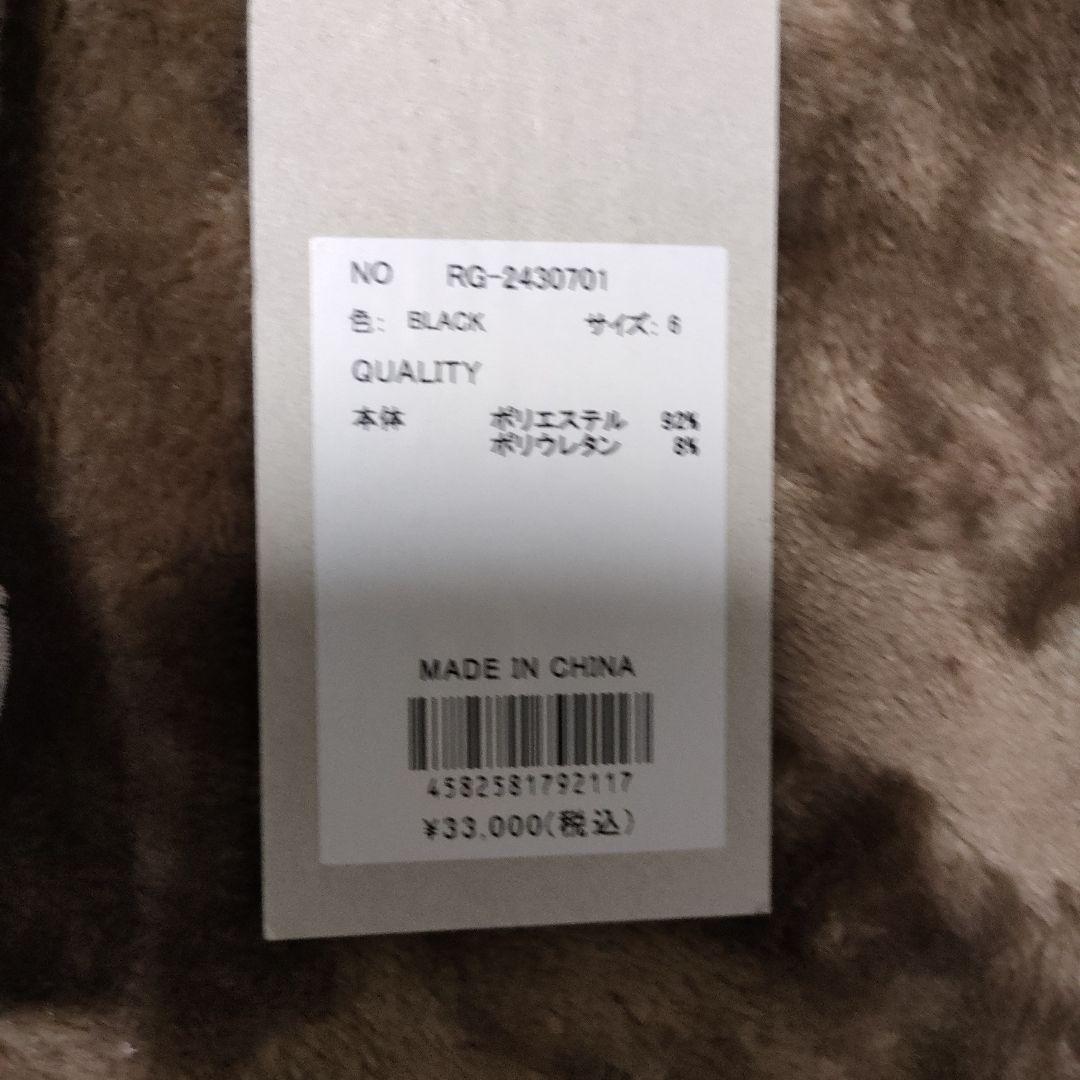 NO RG-2430701
色: BLACK サイズ: 6
QUALITY
本体 ポリエステル 92%
ポリウレタン 8%
MADE IN CHINA
4582581792117
¥33,000(税込)